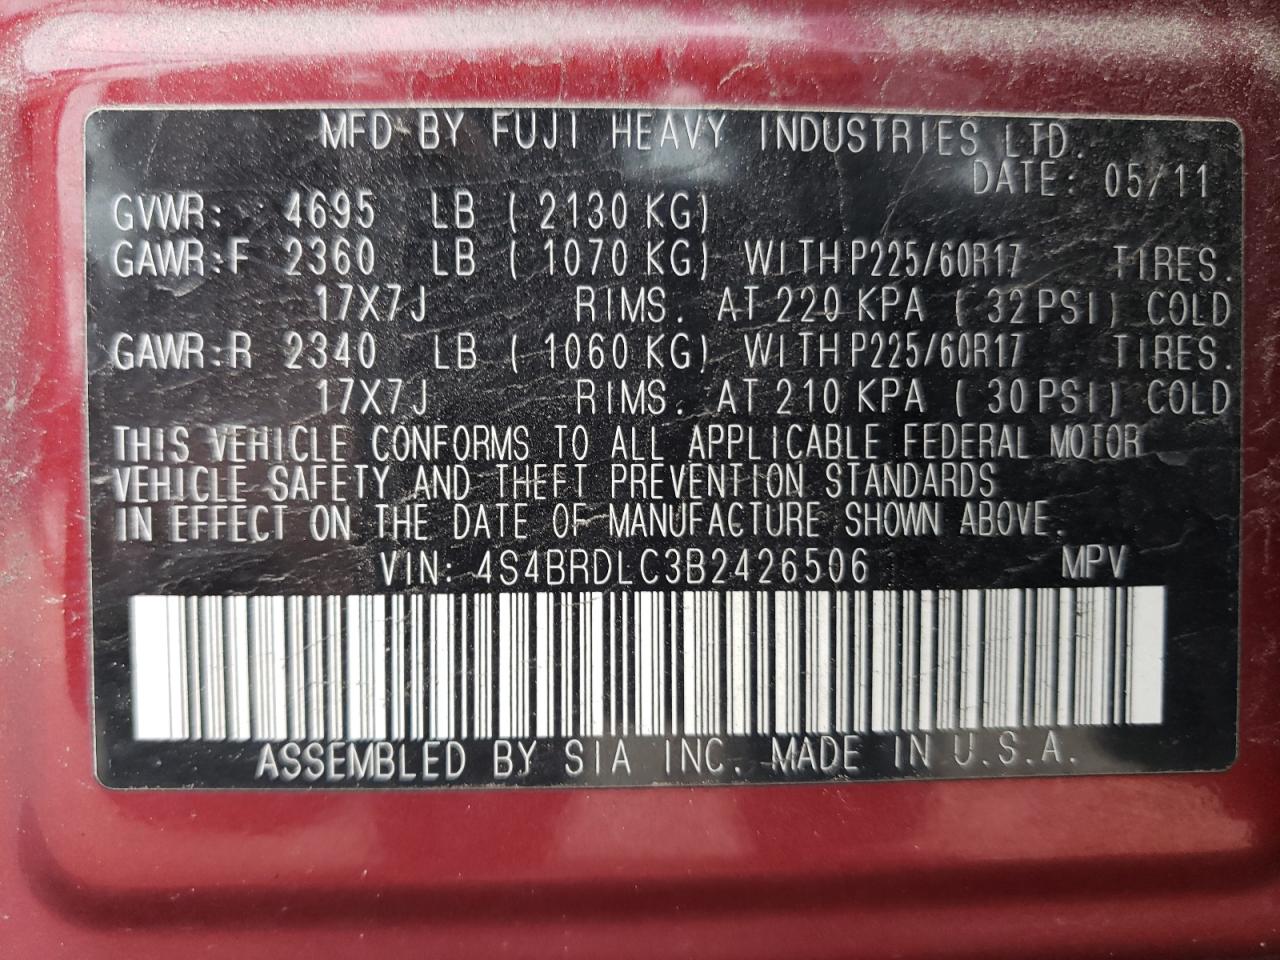 MFD BY FUJI HEAVY INDUSTRIES LTD.
DATE: 05/11
GVWR: 4695 LB (2130 KG)
GAWR:F 2360 LB (1070 KG) WITH P225/60R17 TIRES.
17X7J RIMS. AT 220 KPA (32 PSI) COLD
GAWR:R 2340 LB (1060 KG) WITH P225/60R17 TIRES.
17X7J RIMS. AT 210 KPA (30 PSI) COLD
THIS VEHICLE CONFORMS TO ALL APPLICABLE FEDERAL MOTOR
VEHICLE SAFETY AND THEFT PREVENTION STANDARDS
IN EFFECT ON THE DATE OF MANUFACTURE SHOWN ABOVE.
VIN: 4S4BRDLC3B2426506 MPV
ASSEMBLED BY SIA INC. MADE IN U.S.A.